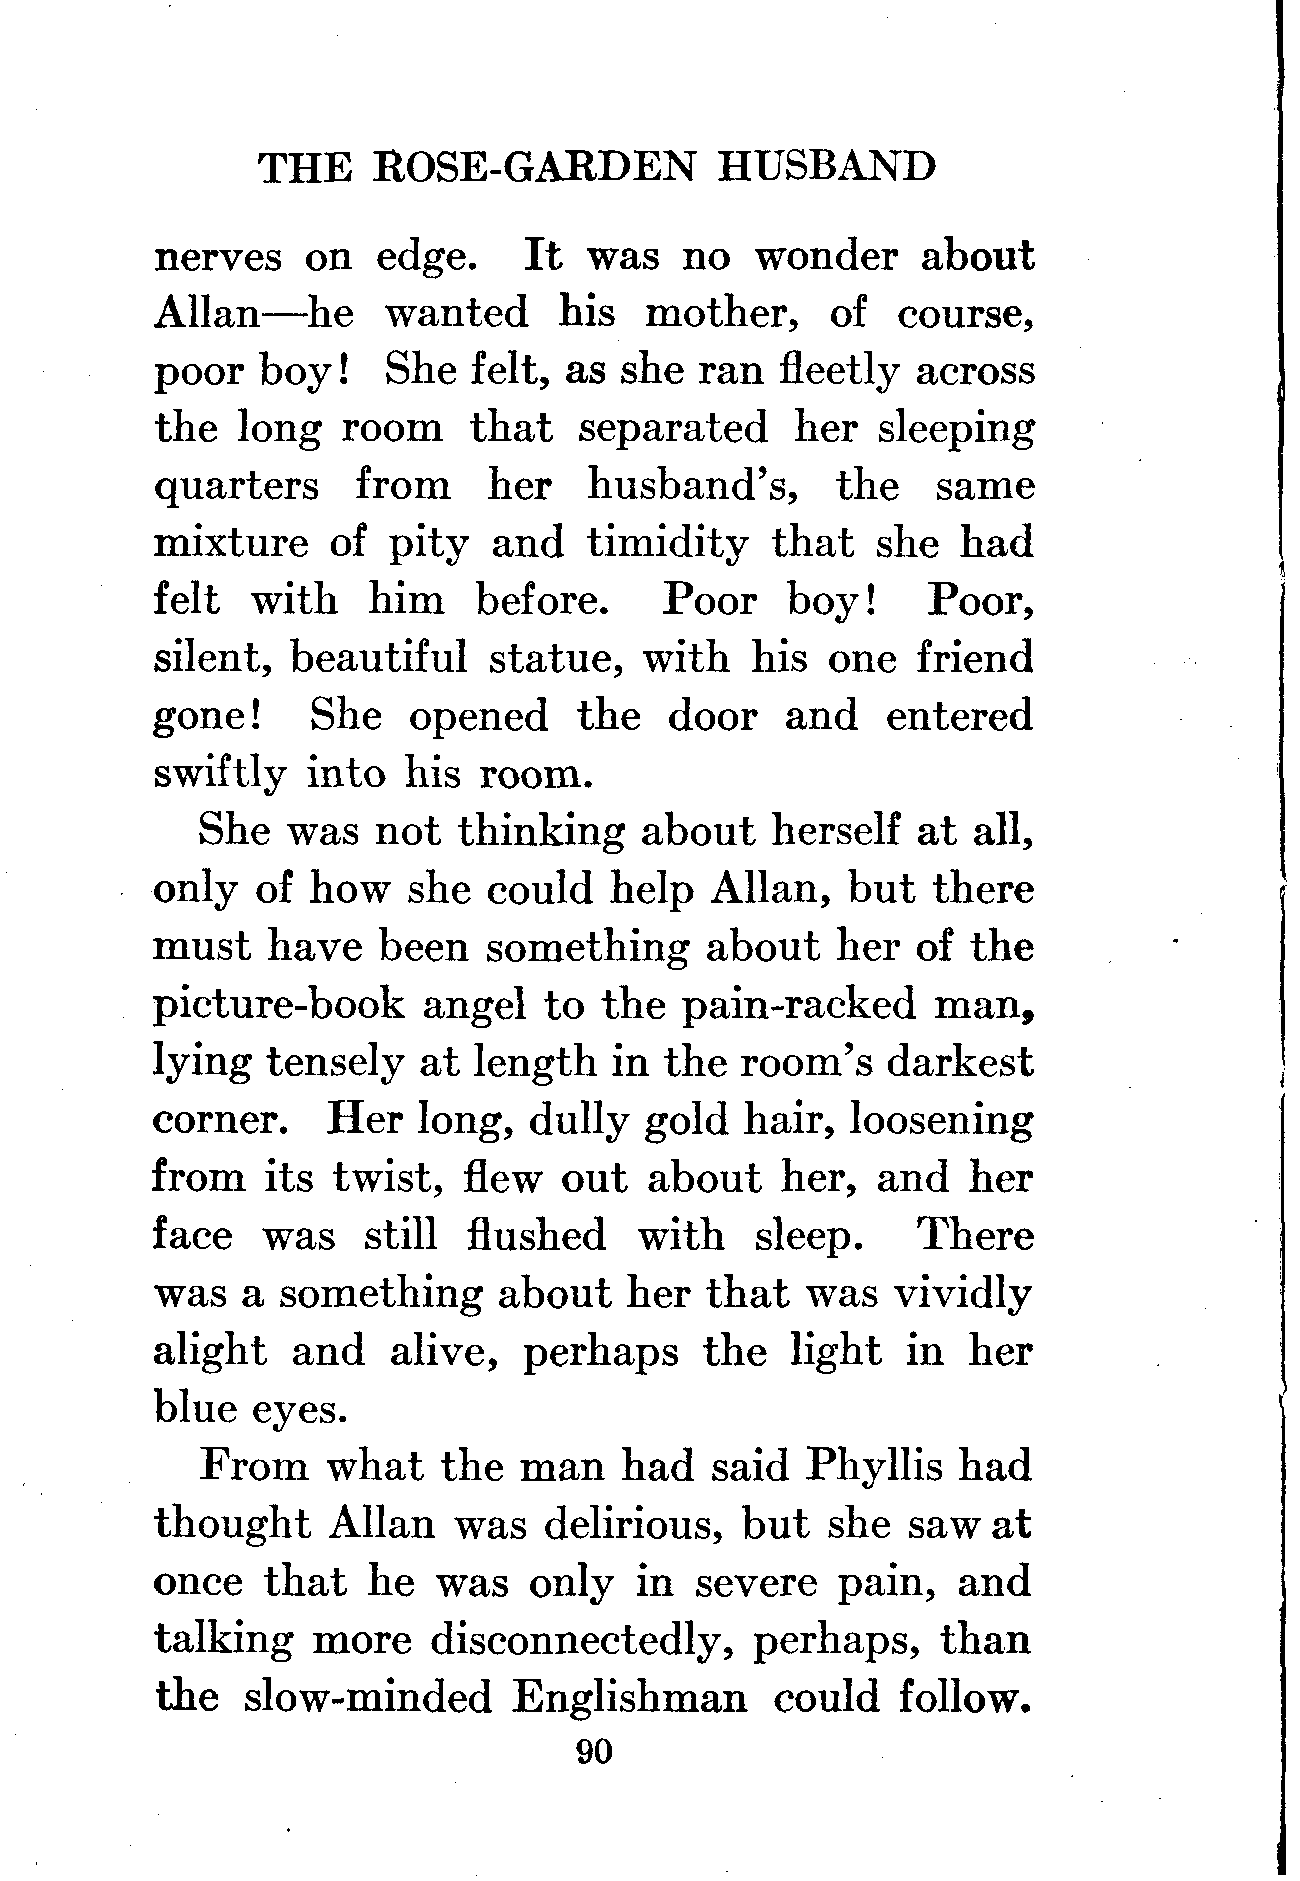 THE ROSE-GARDEN HUSBAND
nerves on edge. It was no wonder about
Allan—he wanted his mother, of course,
poor boy! She felt, as she ran fleetly across
the long room that separated her sleeping
quarters from her husband's, the same
mixture of pity and timidity that she had
felt with him before. Poor boy! Poor,
silent, beautiful statue, with his one friend
gone! She opened the door and entered
swiftly into his room.
She was not thinking about herself at all,
only of how she could help Allan, but there
must have been something about her of the
picture-book angel to the pain-racked man,
lying tensely at length in the room's darkest
corner. Her long, dully gold hair, loosening
from its twist, flew out about her, and her
face was still flushed with sleep. There
was a something about her that was vividly
alight and alive, perhaps the light in her
blue eyes.
From what the man had said Phyllis had
thought Allan was delirious, but she saw at
once that he was only in severe pain, and
talking more disconnectedly, perhaps, than
the slow-minded Englishman could follow.
90